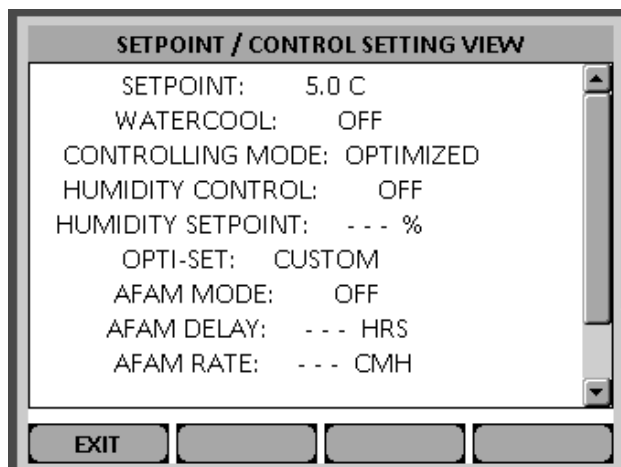 SETPOINT / CONTROL SETTING VIEW
SETPOINT: 5.0 C
WATERCOOL: OFF
CONTROLLING MODE: OPTIMIZED
HUMIDITY CONTROL: OFF
HUMIDITY SETPOINT: - - - %
OPTI-SET: CUSTOM
AFAM MODE: OFF
AFAM DELAY: - - - HRS
AFAM RATE: - - - CMH
EXIT